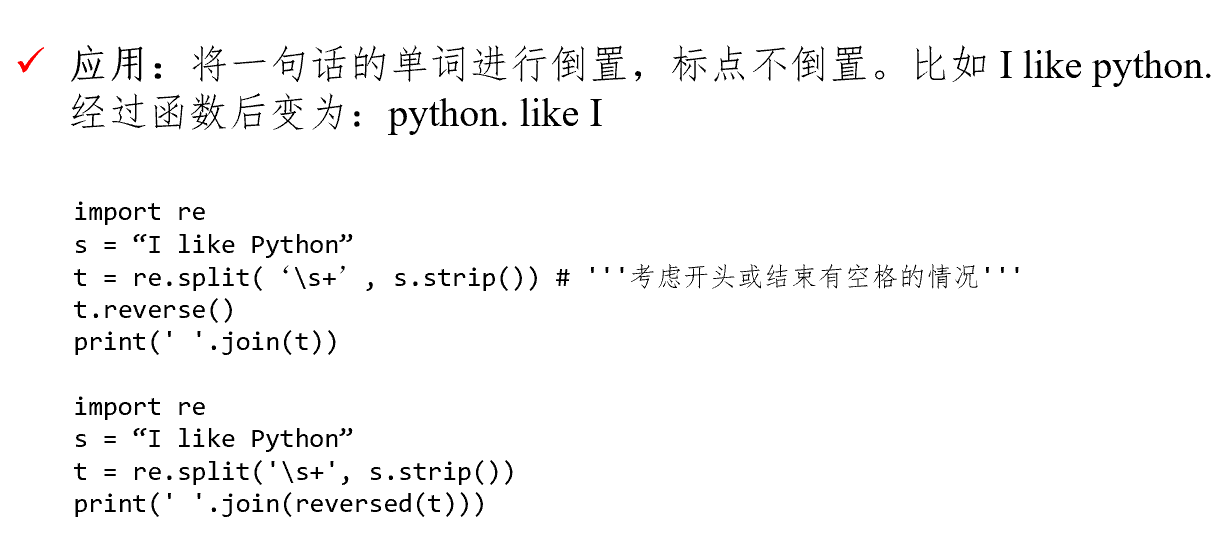 ✓ 应用：将一句话的单词进行倒置，标点不倒置。比如 I like python.
经过函数后变为：python. like I
import re
s = “I like Python”
t = re.split( ‘\s+’ , s.strip()) # '''考虑开头或结束有空格的情况'''
t.reverse()
print(' '.join(t))
import re
s = “I like Python”
t = re.split('\s+', s.strip())
print(' '.join(reversed(t)))